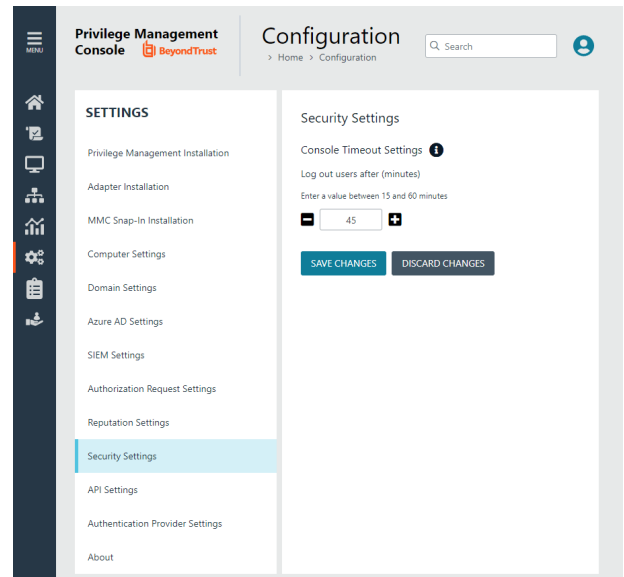 MENU
Privilege Management
Console BeyondTrust
Configuration
> Home > Configuration
Search
SETTINGS
Privilege Management Installation
Adapter Installation
MMC Snap-In Installation
Computer Settings
Domain Settings
Azure AD Settings
SIEM Settings
Authorization Request Settings
Reputation Settings
Security Settings
API Settings
Authentication Provider Settings
About
Security Settings
Console Timeout Settings
Log out users after (minutes)
Enter a value between 15 and 60 minutes
45
SAVE CHANGES DISCARD CHANGES